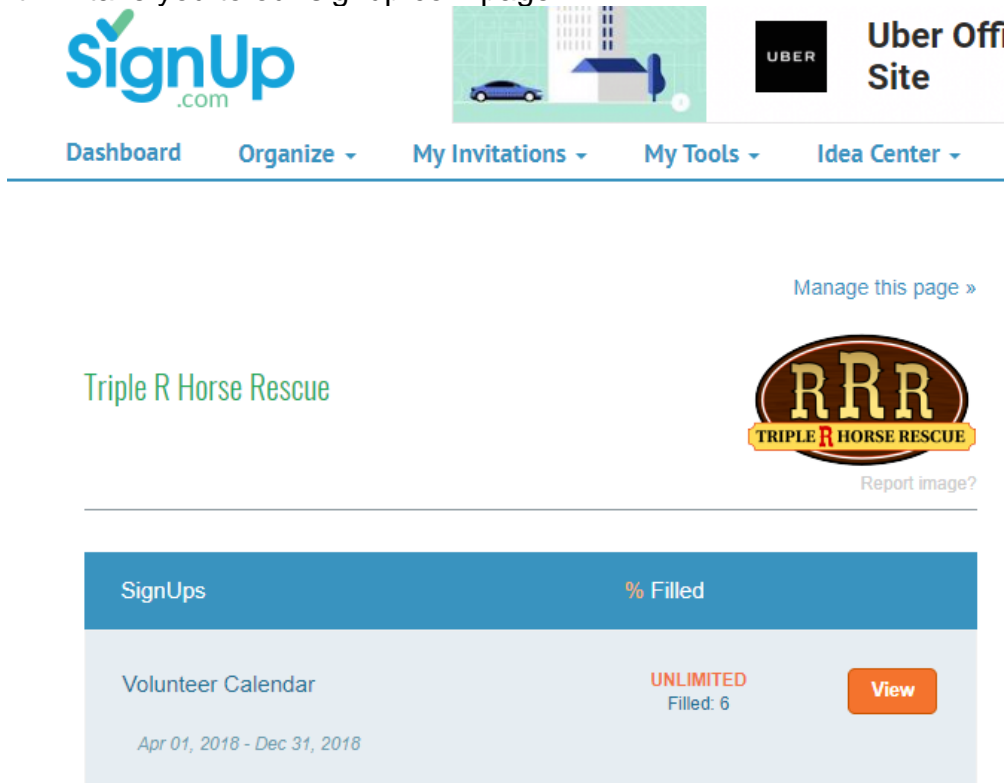 SignUp
.com
UBER
Uber Offi
Site
Dashboard Organize My Invitations My Tools Idea Center
Manage this page »
Triple R Horse Rescue
RRR
TRIPLE R HORSE RESCUE
Report image?
SignUps % Filled
Volunteer Calendar UNLIMITED View
Filled: 6
Apr 01, 2018 - Dec 31, 2018